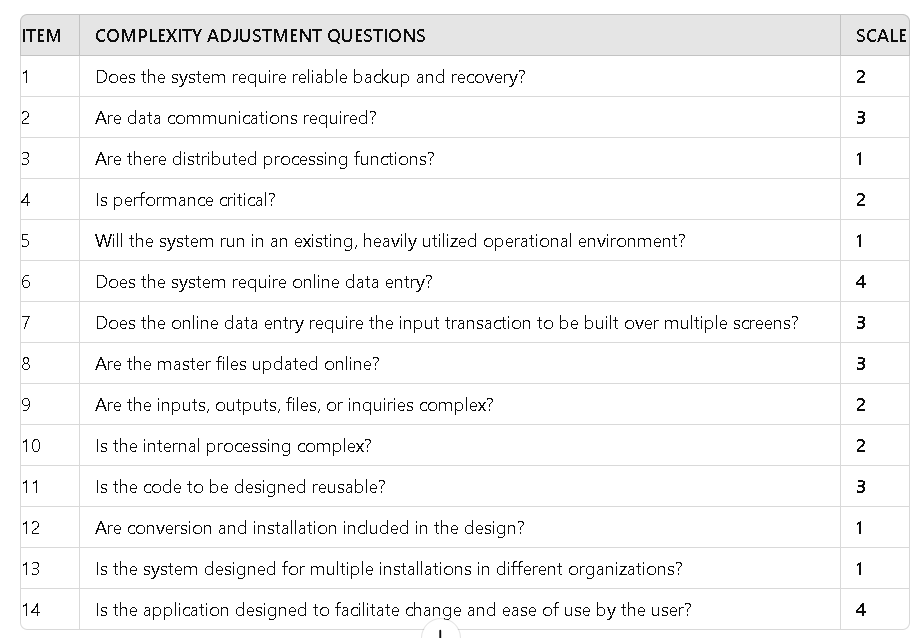 ITEM COMPLEXITY ADJUSTMENT QUESTIONS SCALE
1 Does the system require reliable backup and recovery? 2
2 Are data communications required? 3
3 Are there distributed processing functions? 1
4 Is performance critical? 2
5 Will the system run in an existing, heavily utilized operational environment? 1
6 Does the system require online data entry? 4
7 Does the online data entry require the input transaction to be built over multiple screens? 3
8 Are the master files updated online? 3
9 Are the inputs, outputs, files, or inquiries complex? 2
10 Is the internal processing complex? 2
11 Is the code to be designed reusable? 3
12 Are conversion and installation included in the design? 1
13 Is the system designed for multiple installations in different organizations? 1
14 Is the application designed to facilitate change and ease of use by the user? 4